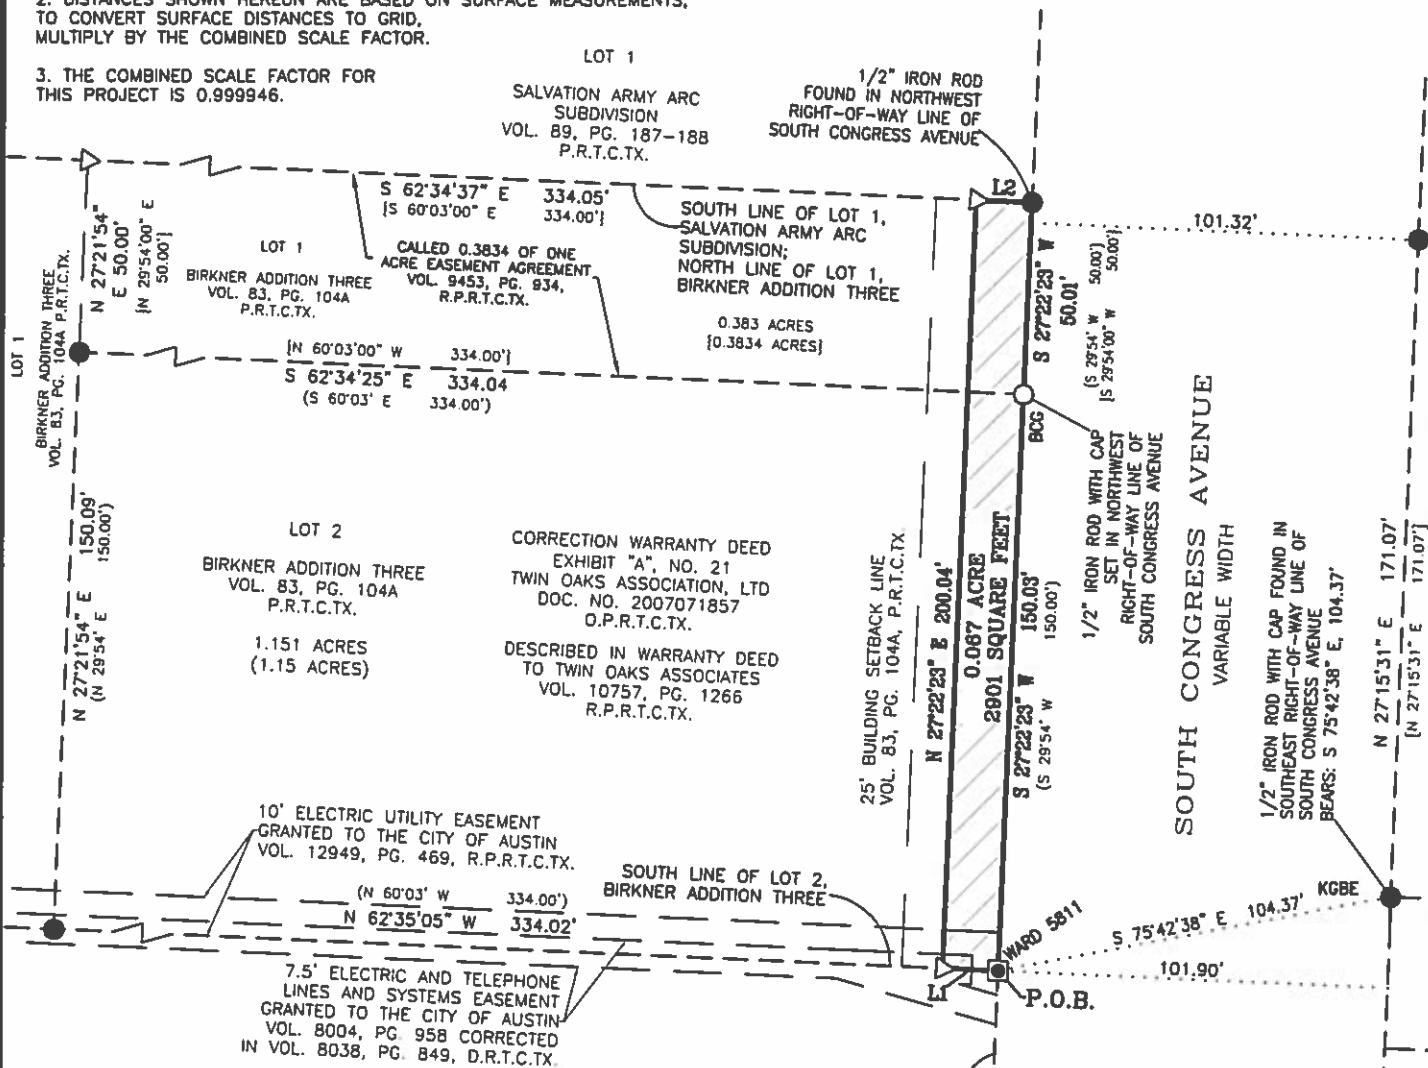 2. DISTANCES SHOWN HEREON ARE BASED ON SURFACE MEASUREMENTS,
TO CONVERT SURFACE DISTANCES TO GRID,
MULTIPLY BY THE COMBINED SCALE FACTOR.
3. THE COMBINED SCALE FACTOR FOR
THIS PROJECT IS 0.999946.
LOT 1
SALVATION ARMY ARC
SUBDIVISION
VOL. 89, PG. 187-188
P.R.T.C.TX.
1/2" IRON ROD
FOUND IN NORTHWEST
RIGHT-OF-WAY LINE OF
SOUTH CONGRESS AVENUE
L2
101.32'
S 62°34'37" E 334.05'
[S 60°03'00" E 334.00']
SOUTH LINE OF LOT 1,
SALVATION ARMY ARC
SUBDIVISION;
NORTH LINE OF LOT 1,
BIRKNER ADDITION THREE
CALLED 0.3834 OF ONE
ACRE EASEMENT AGREEMENT
VOL. 9453, PG. 934,
R.P.R.T.C.TX.
LOT 1
BIRKNER ADDITION THREE
VOL. 83, PG. 104A
P.R.T.C.TX.
0.383 ACRES
[0.3834 ACRES]
N 27°21'54"
E 50.00'
[N 29°54'00" E
50.00']
LOT 1
BIRKNER ADDITION THREE
VOL. 83, PG. 104A P.R.T.C.TX.
S 27°22'23" W
50.01'
(S 29°54' W 50.00')
[S 29°54'00" W 50.00']
[N 60°03'00" W 334.00']
S 62°34'25" E 334.04
(S 60°03' E 334.00')
BCG
1/2" IRON ROD WITH CAP
SET IN NORTHWEST
RIGHT-OF-WAY LINE OF
SOUTH CONGRESS AVENUE
SOUTH CONGRESS AVENUE
VARIABLE WIDTH
N 27°21'54" E 150.09'
(N 29°54' E 150.00')
LOT 2
BIRKNER ADDITION THREE
VOL. 83, PG. 104A
P.R.T.C.TX.
1.151 ACRES
(1.15 ACRES)
CORRECTION WARRANTY DEED
EXHIBIT "A", NO. 21
TWIN OAKS ASSOCIATION, LTD
DOC. NO. 2007071857
O.P.R.T.C.TX.
DESCRIBED IN WARRANTY DEED
TO TWIN OAKS ASSOCIATES
VOL. 10757, PG. 1266
R.P.R.T.C.TX.
25' BUILDING SETBACK LINE
VOL. 83, PG. 104A, P.R.T.C.TX.
N 27°22'23" E 200.04'
0.067 ACRE
2901 SQUARE FEET
S 27°22'23" W 150.03'
(S 29°54' W 150.00')
1/2" IRON ROD WITH CAP FOUND IN
SOUTHEAST RIGHT-OF-WAY LINE OF
SOUTH CONGRESS AVENUE
BEARS: S 75°42'38" E, 104.37'
N 27°15'31" E 171.07'
[N 27°15'31" E 171.07']
10' ELECTRIC UTILITY EASEMENT
GRANTED TO THE CITY OF AUSTIN
VOL. 12949, PG. 469, R.P.R.T.C.TX.
SOUTH LINE OF LOT 2,
BIRKNER ADDITION THREE
(N 60°03' W 334.00')
N 62°35'05" W 334.02'
KGBE
WARD 5811
S 75°42'38" E 104.37'
101.90'
L1
P.O.B.
7.5' ELECTRIC AND TELEPHONE
LINES AND SYSTEMS EASEMENT
GRANTED TO THE CITY OF AUSTIN
VOL. 8004, PG. 958 CORRECTED
IN VOL. 8038, PG. 849, D.R.T.C.TX.